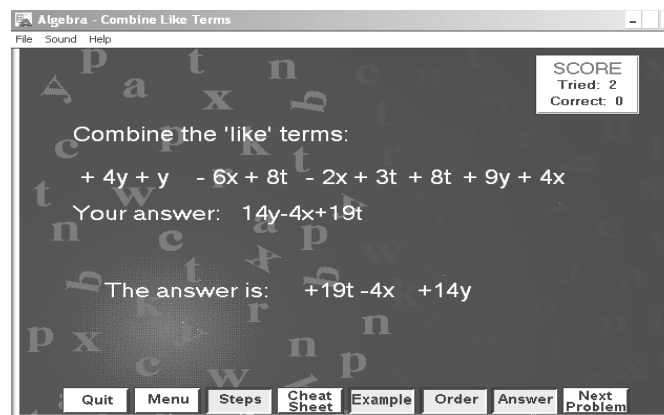 Algebra - Combine Like Terms
File Sound Help
SCORE
Tried: 2
Correct: 0
Combine the 'like' terms:
+ 4y + y - 6x + 8t - 2x + 3t + 8t + 9y + 4x
Your answer: 14y-4x+19t
The answer is: +19t -4x +14y
Quit Menu Steps Cheat Sheet Example Order Answer Next Problem